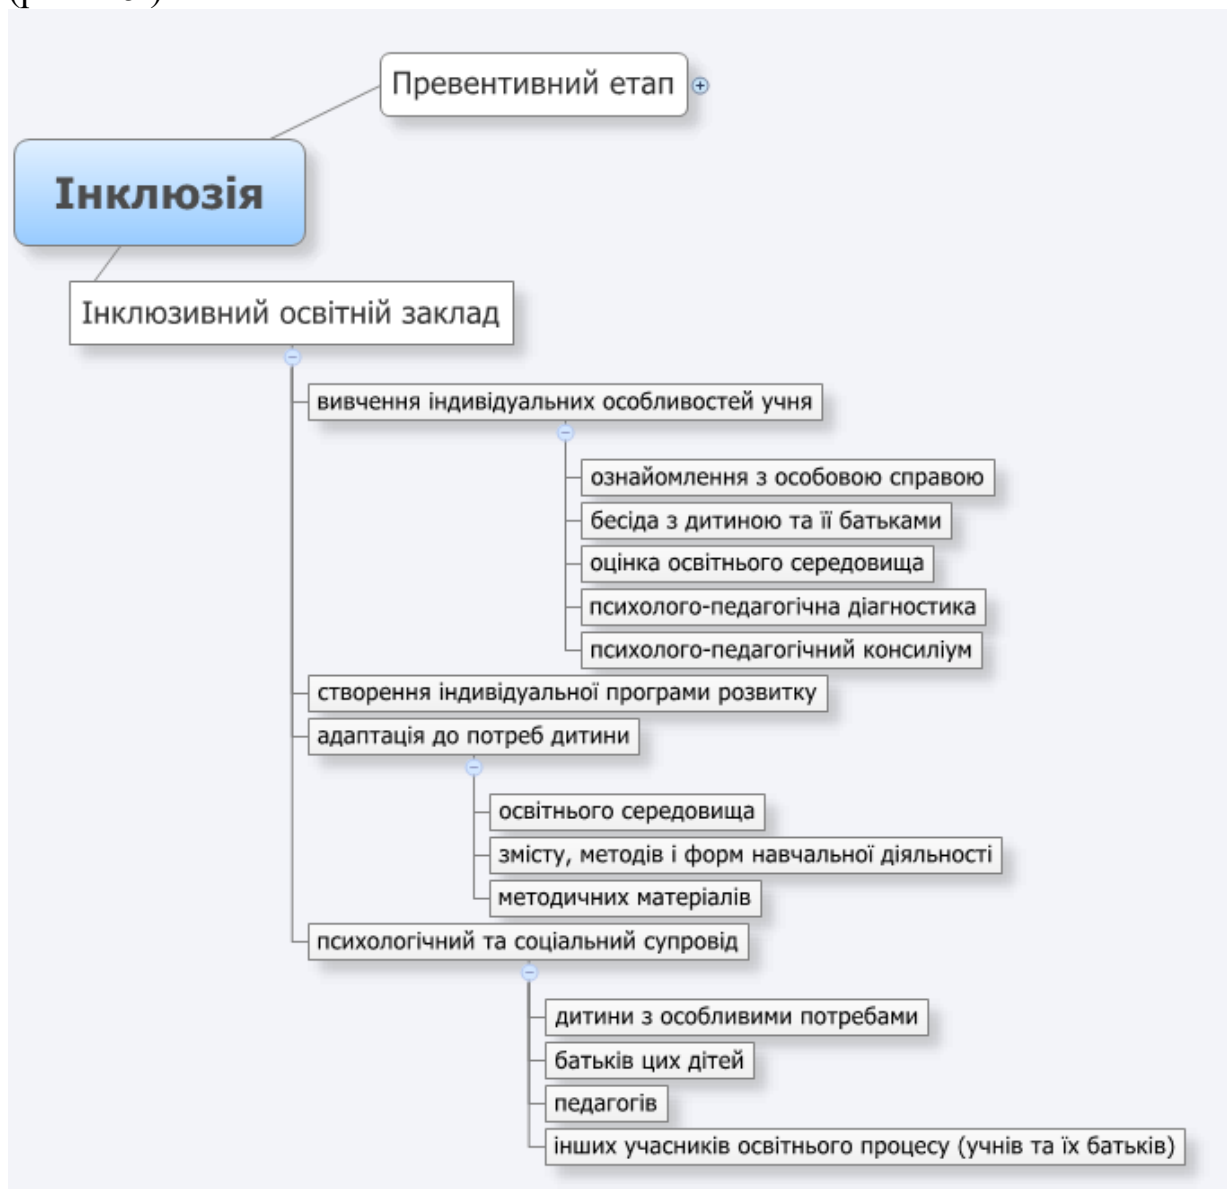 Превентивний етап
Інклюзія
Інклюзивний освітній заклад
вивчення індивідуальних особливостей учня
ознайомлення з особовою справою
бесіда з дитиною та її батьками
оцінка освітнього середовища
психолого-педагогічна діагностика
психолого-педагогічний консиліум
створення індивідуальної програми розвитку
адаптація до потреб дитини
освітнього середовища
змісту, методів і форм навчальної діяльності
методичних матеріалів
психологічний та соціальний супровід
дитини з особливими потребами
батьків цих дітей
педагогів
інших учасників освітнього процесу (учнів та їх батьків)